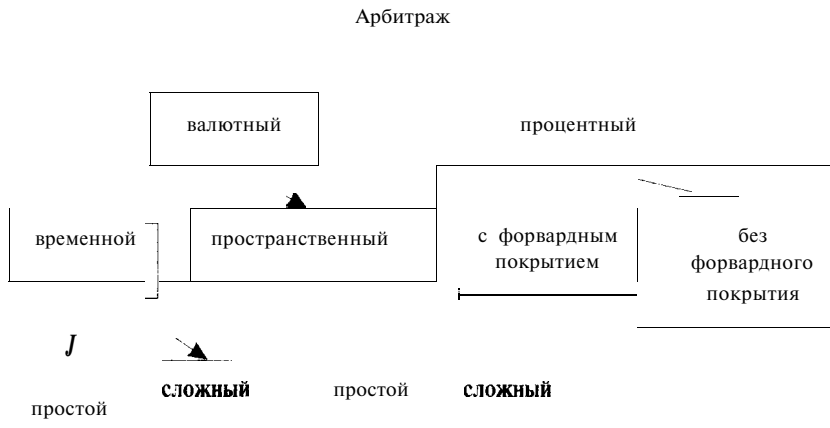 Арбитраж
валютный
процентный
временной
пространственный
с форвардным
покрытием
без
форвардного
покрытия
J
простой
сложный
простой
сложный